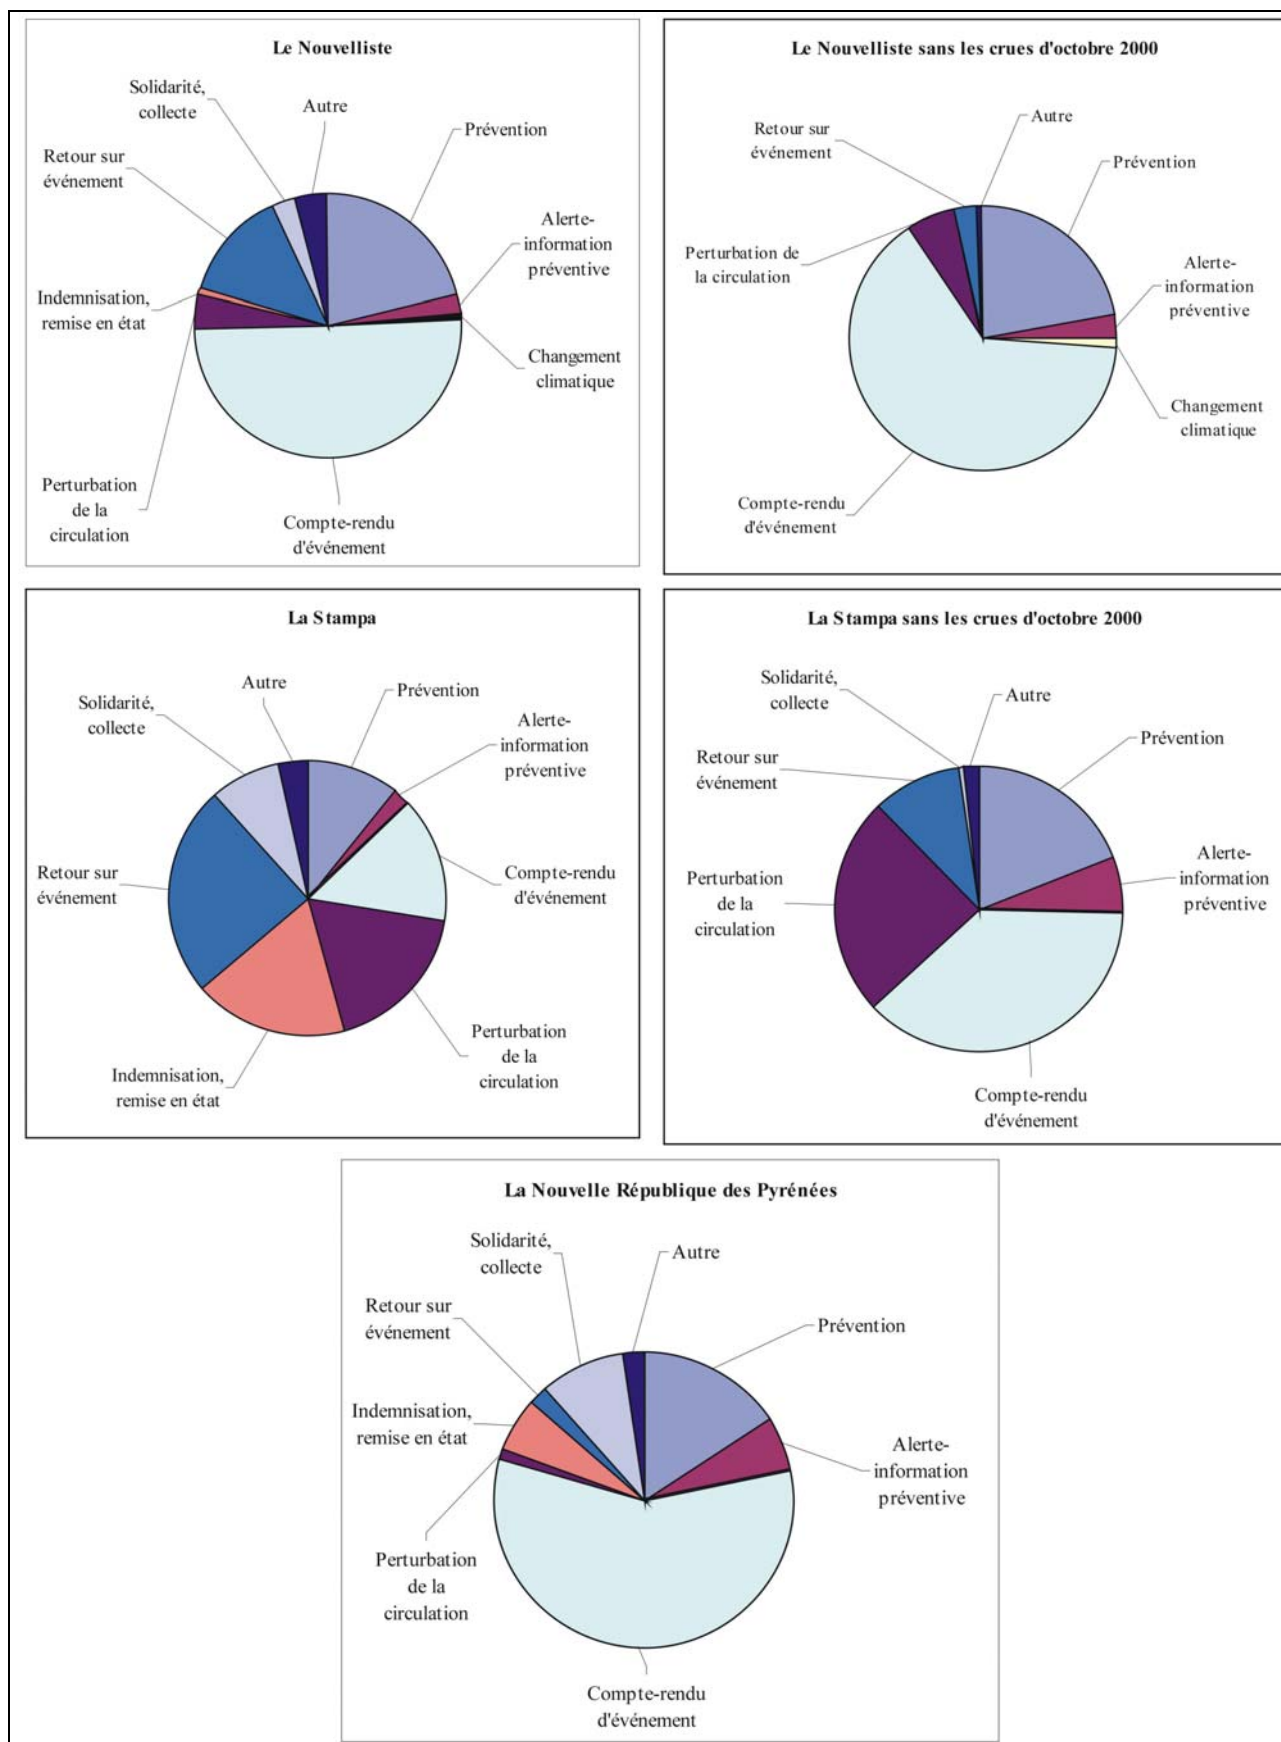 Le Nouvelliste
Solidarité,
collecte
Autre
Prévention
Retour sur
événement
Alerte-
information
préventive
Indemnisation,
remise en état
Changement
climatique
Perturbation
de la
circulation
Compte-rendu
d'événement
Le Nouvelliste sans les crues d'octobre 2000
Retour sur
événement
Autre
Prévention
Perturbation de
la circulation
Alerte-
information
préventive
Changement
climatique
Compte-rendu
d'événement
La Stampa
Solidarité,
collecte
Autre
Prévention
Alerte-
information
préventive
Retour sur
événement
Compte-rendu
d'événement
Perturbation
de la
circulation
Indemnisation,
remise en état
La Stampa sans les crues d'octobre 2000
Solidarité,
collecte
Autre
Prévention
Retour sur
événement
Alerte-
information
préventive
Perturbation
de la
circulation
Compte-rendu
d'événement
La Nouvelle République des Pyrénées
Solidarité,
collecte
Autre
Retour sur
événement
Prévention
Indemnisation,
remise en état
Alerte-
information
préventive
Perturbation
de la
circulation
Compte-rendu
d'événement